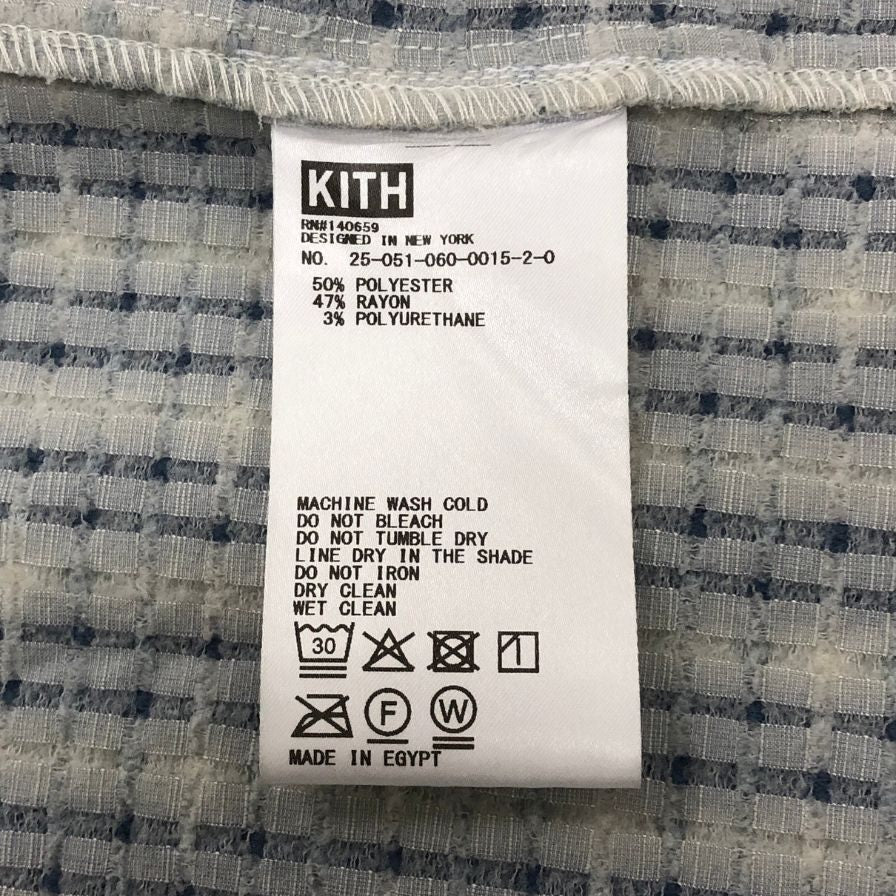 KITH
RN#140659
DESIGNED IN NEW YORK
NO. 25-051-060-0015-2-0
50% POLYESTER
47% RAYON
3% POLYURETHANE
MACHINE WASH COLD
DO NOT BLEACH
DO NOT TUMBLE DRY
LINE DRY IN THE SHADE
DO NOT IRON
DRY CLEAN
WET CLEAN
30
F W
MADE IN EGYPT